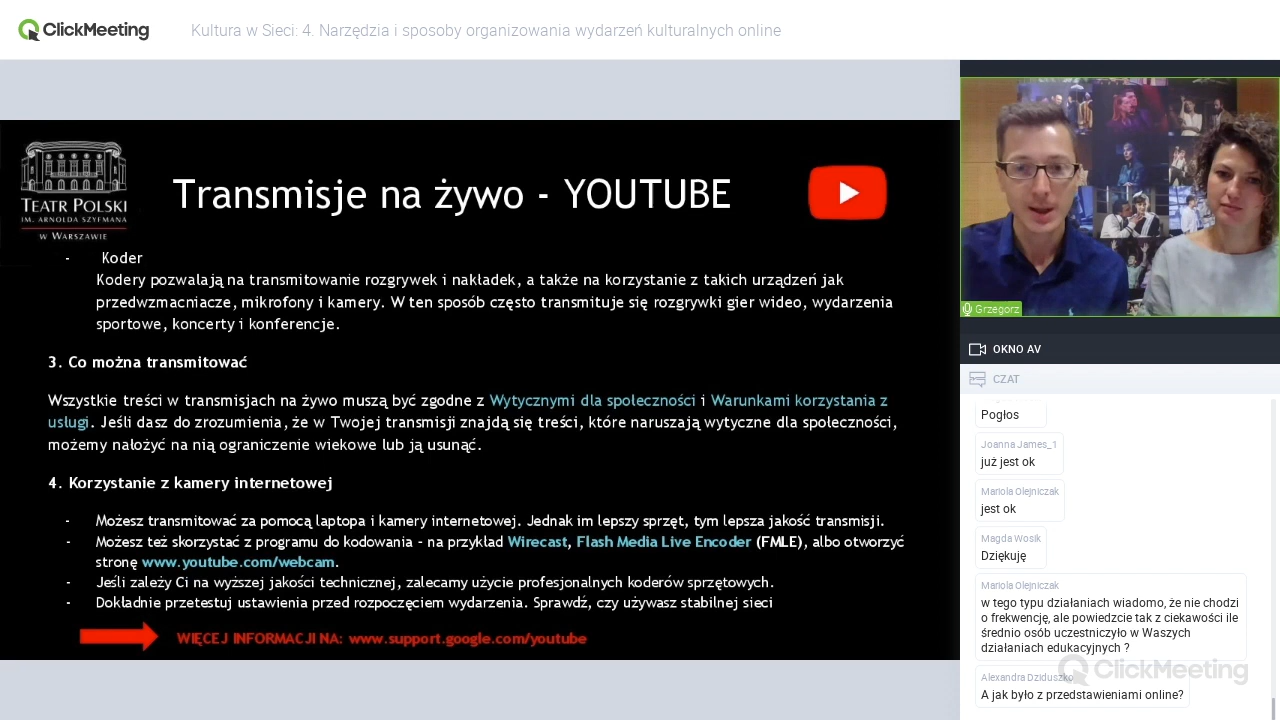 ClickMeeting
Kultura w Sieci: 4. Narzędzia i sposoby organizowania wydarzeń kulturalnych online
TEATR POLSKI
IM. ARNOLDA SZYFMANA
W WARSZAWIE
Transmisje na żywo - YOUTUBE
- Koder
Kodery pozwalają na transmitowanie rozgrywek i nakładek, a także na korzystanie z takich urządzeń jak
przedwzmacniacze, mikrofony i kamery. W ten sposób często transmituje się rozgrywki gier wideo, wydarzenia
sportowe, koncerty i konferencje.
3. Co można transmitować
Wszystkie treści w transmisjach na żywo muszą być zgodne z Wytycznymi dla społeczności i Warunkami korzystania z
usługi. Jeśli dasz do zrozumienia, że w Twojej transmisji znajdą się treści, które naruszają wytyczne dla społeczności,
możemy nałożyć na nią ograniczenie wiekowe lub ją usunąć.
4. Korzystanie z kamery internetowej
- Możesz transmitować za pomocą laptopa i kamery internetowej. Jednak im lepszy sprzęt, tym lepsza jakość transmisji.
- Możesz też skorzystać z programu do kodowania - na przykład Wirecast, Flash Media Live Encoder (FMLE), albo otworzyć
stronę www.youtube.com/webcam.
- Jeśli zależy Ci na wyższej jakości technicznej, zalecamy użycie profesjonalnych koderów sprzętowych.
- Dokładnie przetestuj ustawienia przed rozpoczęciem wydarzenia. Sprawdź, czy używasz stabilnej sieci
WIĘCEJ INFORMACJI NA: www.support.google.com/youtube
Grzegorz
OKNO AV
CZAT
Pogłos
Joanna James_1
już jest ok
Mariola Olejniczak
jest ok
Magda Wosik
Dziękuję
Mariola Olejniczak
w tego typu działaniach wiadomo, że nie chodzi
o frekwencję, ale powiedzcie tak z ciekawości ile
średnio osób uczestniczyło w Waszych
działaniach edukacyjnych ?
ClickMeeting
Alexandra Dziduszko
A jak było z przedstawieniami online?